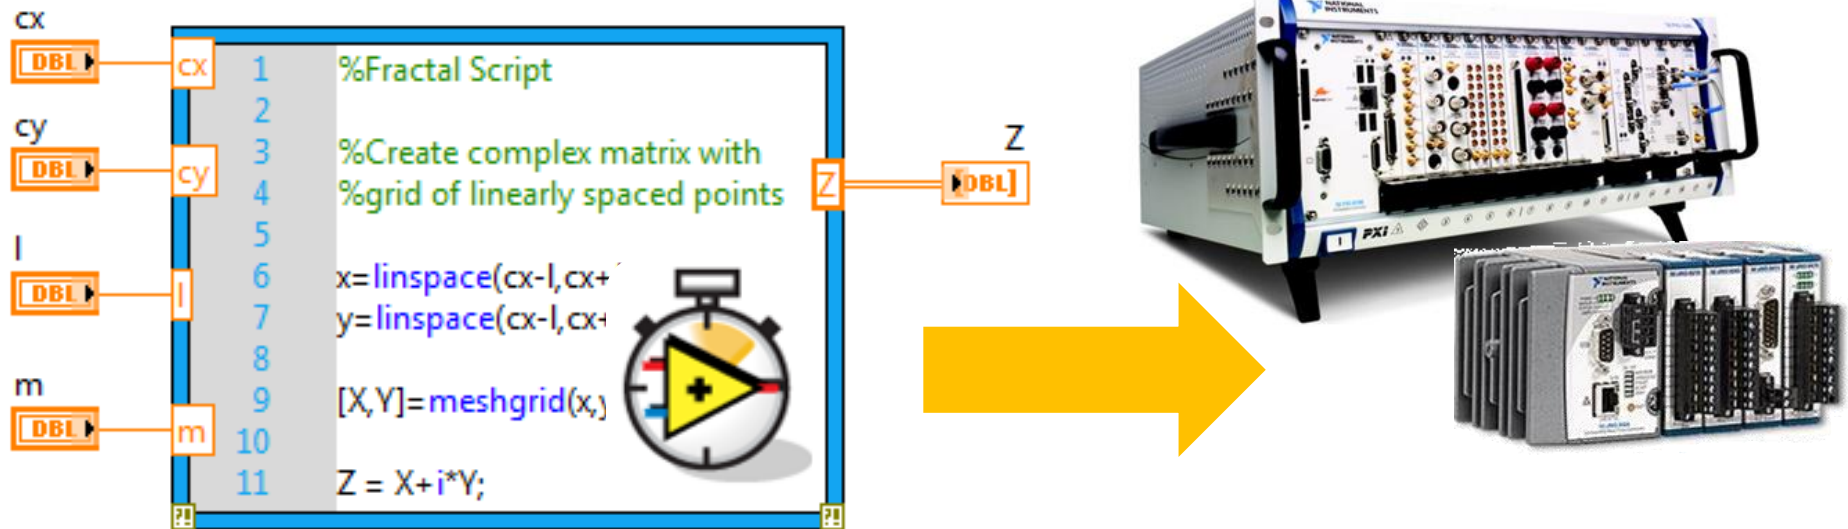 cx
DBL
cx
cy
DBL
cy
l
DBL
l
m
DBL
m
1 %Fractal Script
2
3 %Create complex matrix with
4 %grid of linearly spaced points
5
6 x=linspace(cx-l,cx+
7 y=linspace(cx-l,cx+
8
9 [X,Y]=meshgrid(x,y
10
11 Z = X+i*Y;
?!
?!
Z
Z
[DBL]
NATIONAL
INSTRUMENTS
PXI
NATIONAL
INSTRUMENTS